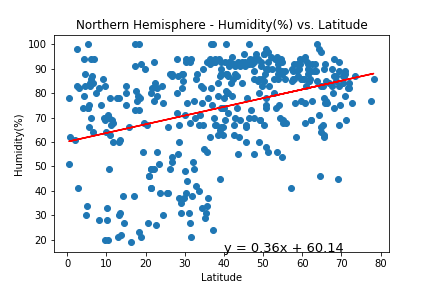 Northern Hemisphere - Humidity(%) vs. Latitude
100
90
80
70
60
50
40
30
20
Humidity(%)
y = 0.36x + 60.14
0 10 20 30 40 50 60 70 80
Latitude